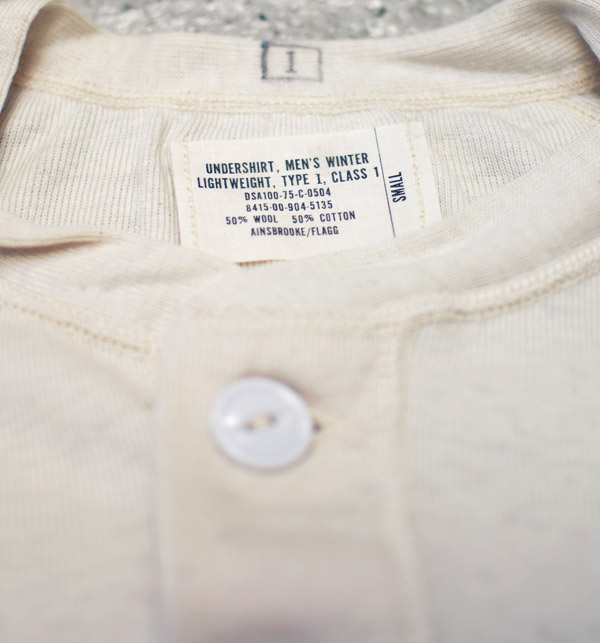 I
UNDERSHIRT, MEN'S WINTER
LIGHTWEIGHT, TYPE I, CLASS 1
DSA100-75-C-0504
8415-00-904-5135
50% WOOL 50% COTTON
AINSBROOKE/FLAGG
SMALL